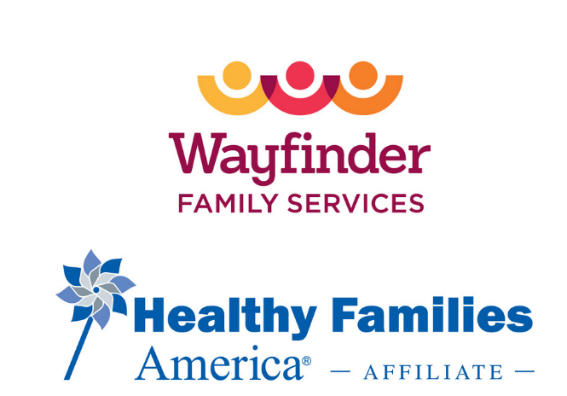 Wayfinder
FAMILY SERVICES
Healthy Families
America® — AFFILIATE —